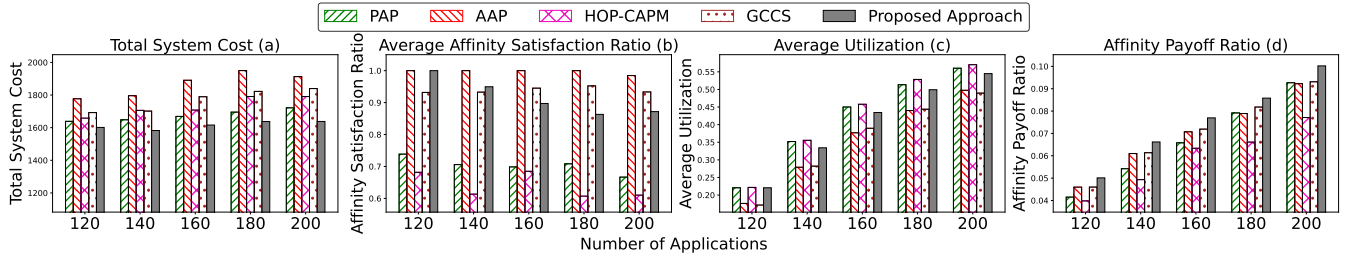 PAP AAP HOP-CAPM GCCS Proposed Approach
Total System Cost (a)
Total System Cost
2000
1800
1600
1400
1200
120 140 160 180 200
Average Affinity Satisfaction Ratio (b)
Affinity Satisfaction Ratio
1.0
0.9
0.8
0.7
0.6
120 140 160 180 200
Average Utilization (c)
Average Utilization
0.55
0.50
0.45
0.40
0.35
0.30
0.25
0.20
120 140 160 180 200
Affinity Payoff Ratio (d)
Affinity Payoff Ratio
0.10
0.09
0.08
0.07
0.06
0.05
0.04
120 140 160 180 200
Number of Applications